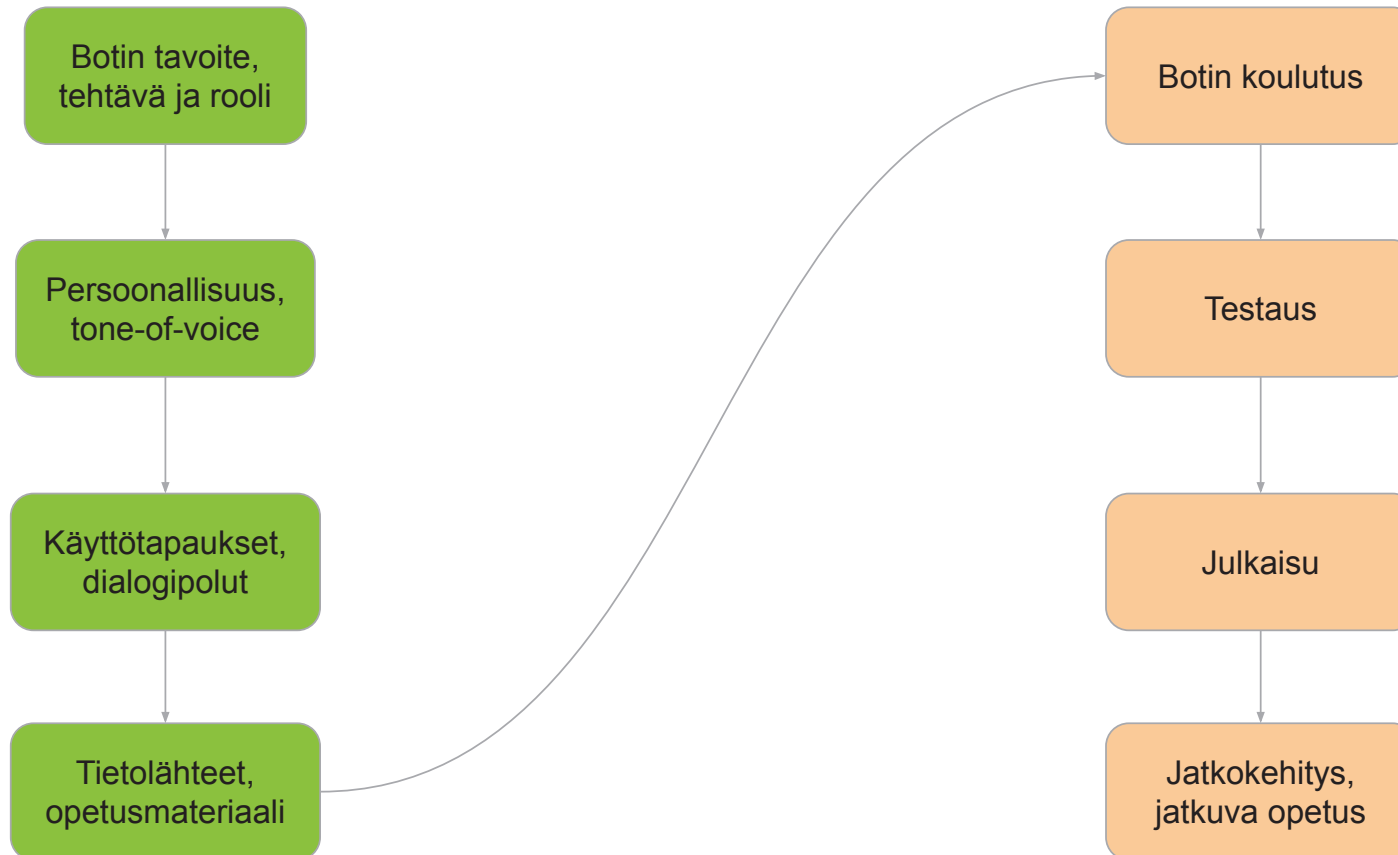 Botin tavoite,
tehtävä ja rooli
Persoonallisuus,
tone-of-voice
Käyttötapaukset,
dialogipolut
Tietolähteet,
opetusmateriaali
Botin koulutus
Testaus
Julkaisu
Jatkokehitys,
jatkuva opetus